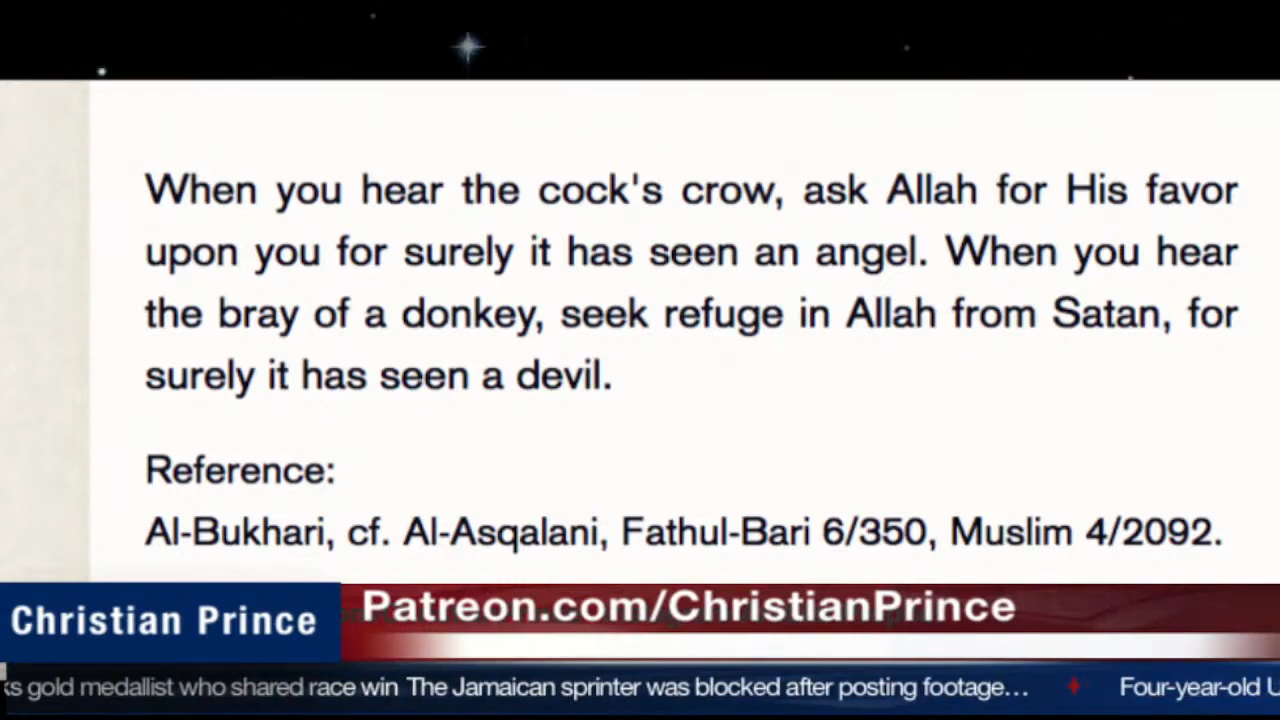 When you hear the cock's crow, ask Allah for His favor
upon you for surely it has seen an angel. When you hear
the bray of a donkey, seek refuge in Allah from Satan, for
surely it has seen a devil.
Reference:
Al-Bukhari, cf. Al-Asqalani, Fathul-Bari 6/350, Muslim 4/2092.
Christian Prince
Patreon.com/ChristianPrince
gold medallist who shared race win The Jamaican sprinter was blocked after posting footage... Four-year-old